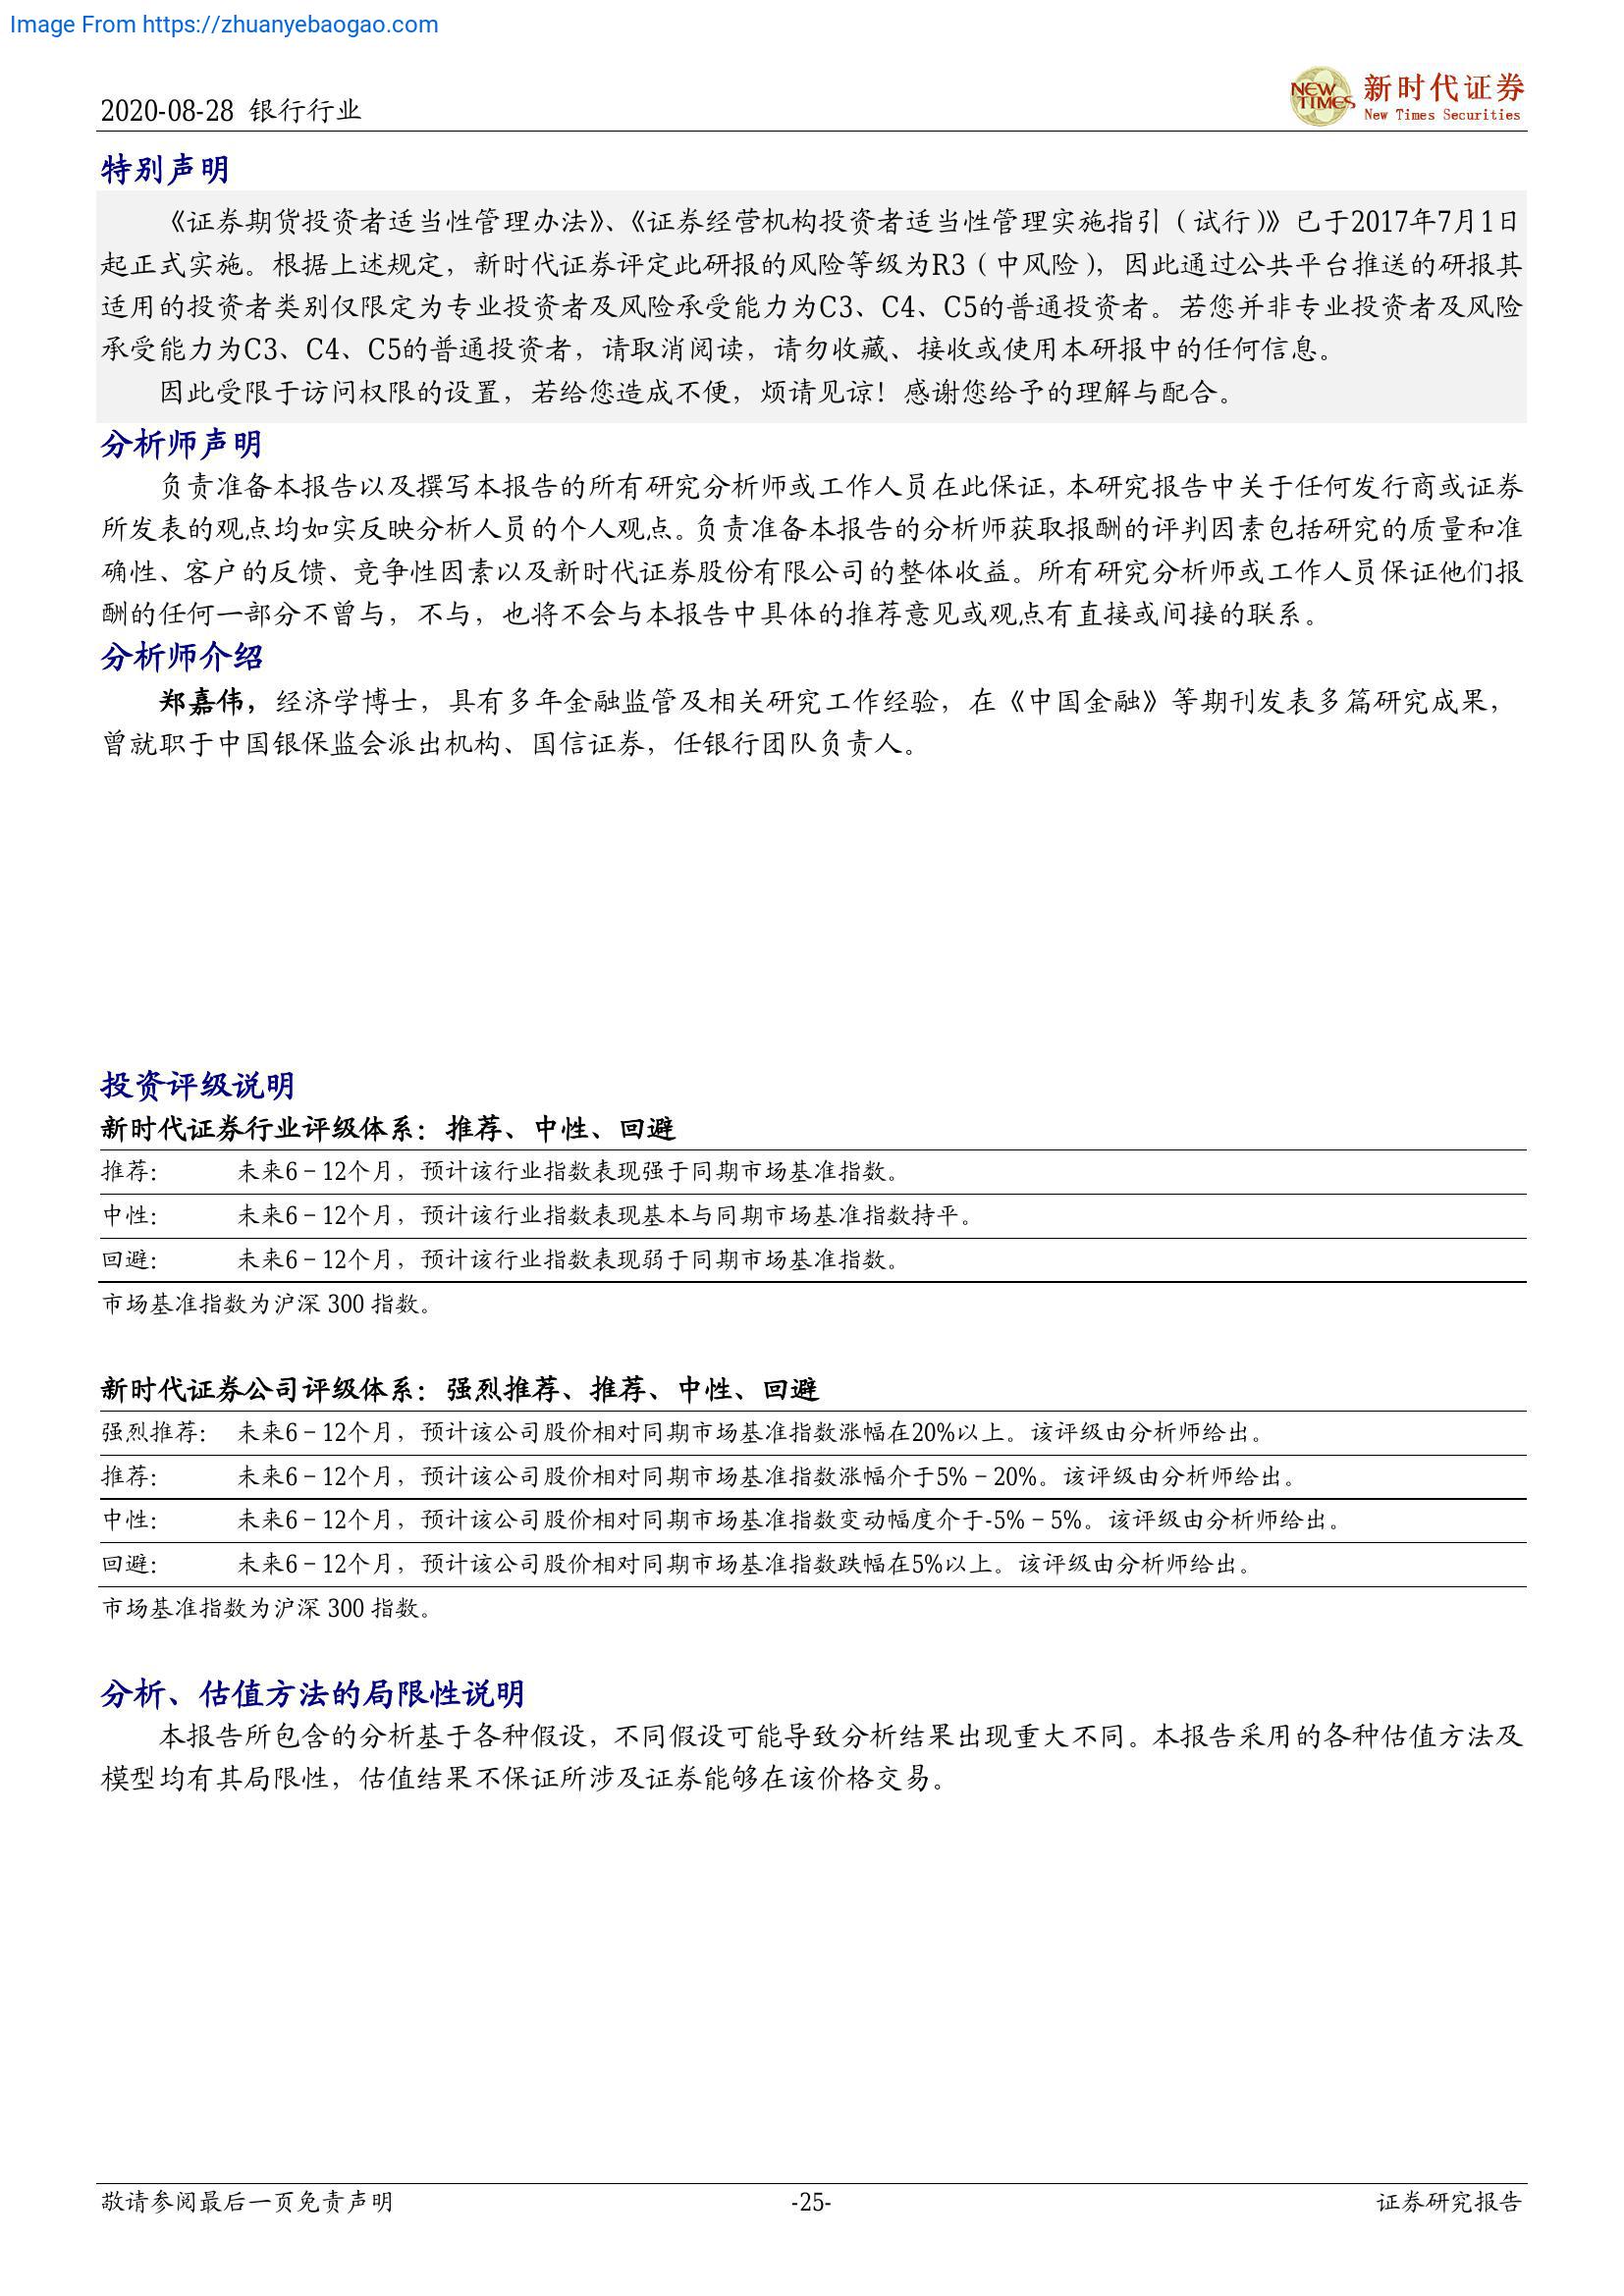 Image From https://zhuanyebaogao.com
2020-08-28 银行行业
NEW TIMES
新时代证券
New Times Securities
特别声明
《证券期货投资者适当性管理办法》、《证券经营机构投资者适当性管理实施指引（试行）》已于2017年7月1日
起正式实施。根据上述规定，新时代证券评定此研报的风险等级为R3（中风险），因此通过公共平台推送的研报其
适用的投资者类别仅限定为专业投资者及风险承受能力为C3、C4、C5的普通投资者。若您并非专业投资者及风险
承受能力为C3、C4、C5的普通投资者，请取消阅读，请勿收藏、接收或使用本研报中的任何信息。
因此受限于访问权限的设置，若给您造成不便，烦请见谅！感谢您给予的理解与配合。
分析师声明
负责准备本报告以及撰写本报告的所有研究分析师或工作人员在此保证，本研究报告中关于任何发行商或证券
所发表的观点均如实反映分析人员的个人观点。负责准备本报告的分析师获取报酬的评判因素包括研究的质量和准
确性、客户的反馈、竞争性因素以及新时代证券股份有限公司的整体收益。所有研究分析师或工作人员保证他们报
酬的任何一部分不曾与，不与，也将不会与本报告中具体的推荐意见或观点有直接或间接的联系。
分析师介绍
郑嘉伟，经济学博士，具有多年金融监管及相关研究工作经验，在《中国金融》等期刊发表多篇研究成果，
曾就职于中国银保监会派出机构、国信证券，任银行团队负责人。
投资评级说明
新时代证券行业评级体系：推荐、中性、回避
推荐： 未来6－12个月，预计该行业指数表现强于同期市场基准指数。
中性： 未来6－12个月，预计该行业指数表现基本与同期市场基准指数持平。
回避： 未来6－12个月，预计该行业指数表现弱于同期市场基准指数。
市场基准指数为沪深 300 指数。
新时代证券公司评级体系：强烈推荐、推荐、中性、回避
强烈推荐： 未来6－12个月，预计该公司股价相对同期市场基准指数涨幅在20%以上。该评级由分析师给出。
推荐： 未来6－12个月，预计该公司股价相对同期市场基准指数涨幅介于5%－20%。该评级由分析师给出。
中性： 未来6－12个月，预计该公司股价相对同期市场基准指数变动幅度介于-5%－5%。该评级由分析师给出。
回避： 未来6－12个月，预计该公司股价相对同期市场基准指数跌幅在5%以上。该评级由分析师给出。
市场基准指数为沪深 300 指数。
分析、估值方法的局限性说明
本报告所包含的分析基于各种假设，不同假设可能导致分析结果出现重大不同。本报告采用的各种估值方法及
模型均有其局限性，估值结果不保证所涉及证券能够在该价格交易。
敬请参阅最后一页免责声明 -25- 证券研究报告